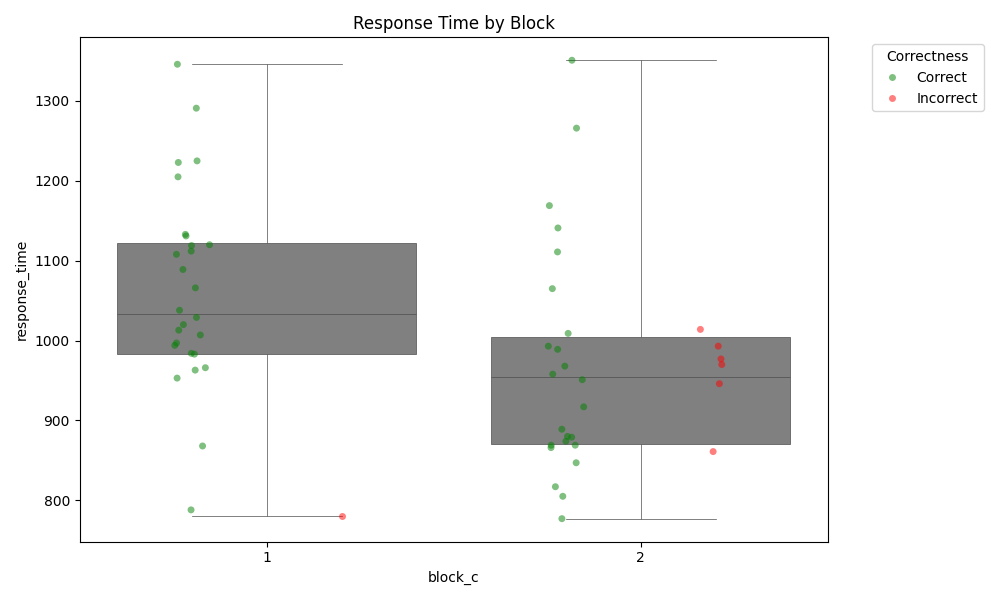 Response Time by Block
Correctness
Correct
Incorrect
response_time
1300
1200
1100
1000
900
800
1
2
block_c